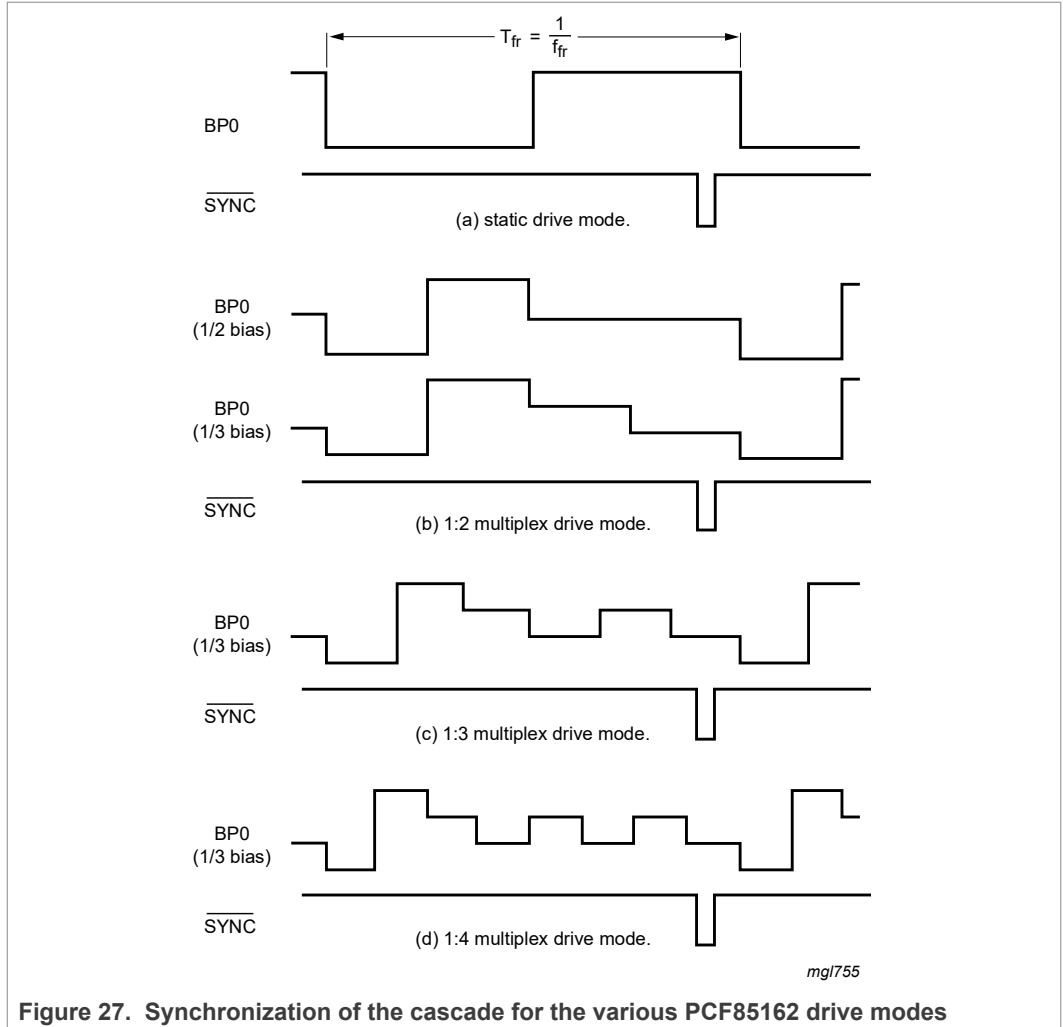 Tfr = 1/ffr
BP0
SYNC
(a) static drive mode.
BP0
(1/2 bias)
BP0
(1/3 bias)
SYNC
(b) 1:2 multiplex drive mode.
BP0
(1/3 bias)
SYNC
(c) 1:3 multiplex drive mode.
BP0
(1/3 bias)
SYNC
(d) 1:4 multiplex drive mode.
mgl755
Figure 27. Synchronization of the cascade for the various PCF85162 drive modes